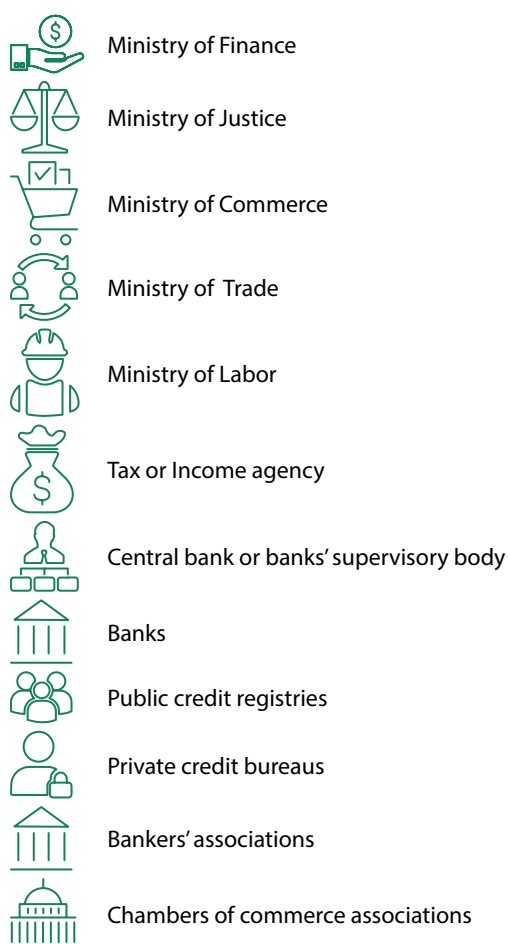 $
Ministry of Finance
Ministry of Justice
Ministry of Commerce
Ministry of Trade
Ministry of Labor
$
Tax or Income agency
Central bank or banks’ supervisory body
Banks
Public credit registries
Private credit bureaus
Bankers’ associations
Chambers of commerce associations